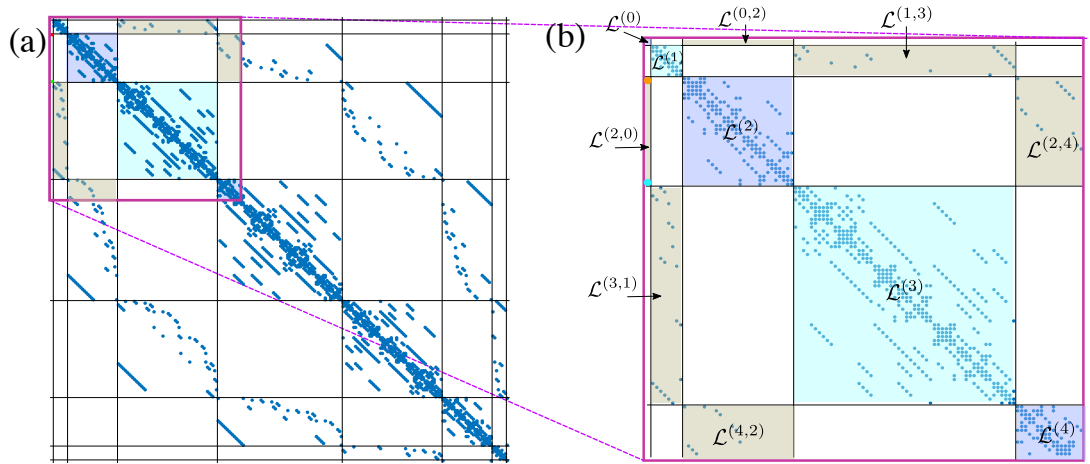 (a)
(b)
ℒ^(0)
ℒ^(0,2)
ℒ^(1,3)
ℒ^(1)
ℒ^(2)
ℒ^(2,0)
ℒ^(2,4)
ℒ^(3,1)
ℒ^(3)
ℒ^(4,2)
ℒ^(4)